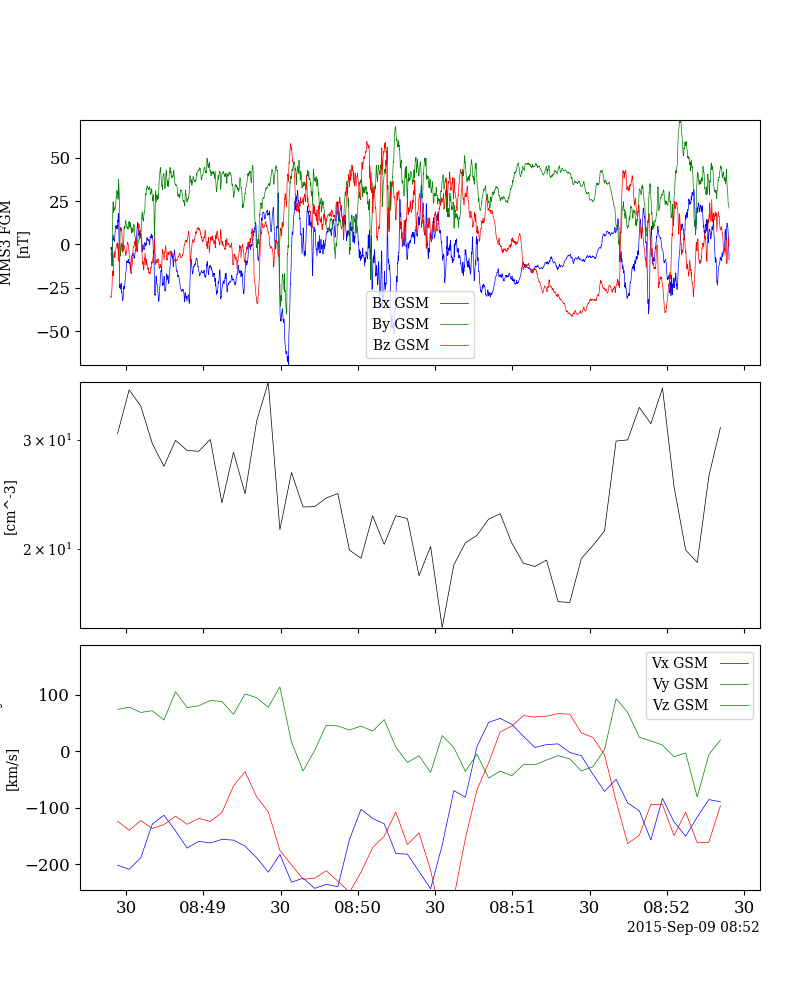 50
25
0
−25
−50
MMS3 FGM
[nT]
Bx GSM
By GSM
Bz GSM
3 × 10¹
2 × 10¹
[cm^-3]
100
0
−100
−200
[km/s]
Vx GSM
Vy GSM
Vz GSM
30 08:49 30 08:50 30 08:51 30 08:52 30
2015-Sep-09 08:52